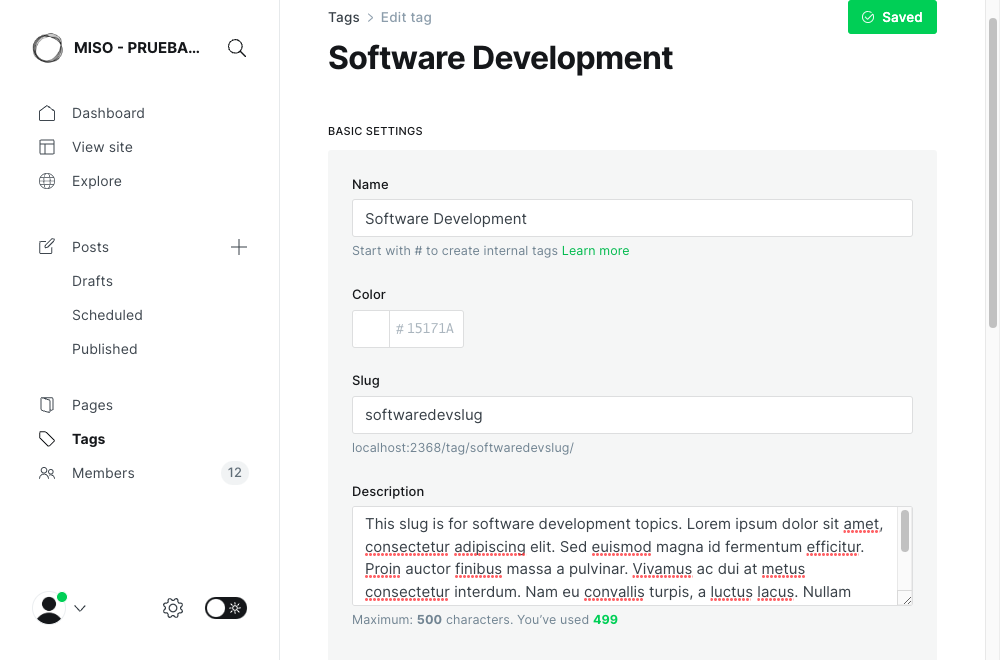 MISO - PRUEBA...
Dashboard
View site
Explore
Posts
Drafts
Scheduled
Published
Pages
Tags
Members 12
Tags > Edit tag
Saved
Software Development
BASIC SETTINGS
Name
Software Development
Start with # to create internal tags Learn more
Color
# 15171A
Slug
softwaredevslug
localhost:2368/tag/softwaredevslug/
Description
This slug is for software development topics. Lorem ipsum dolor sit amet,
consectetur adipiscing elit. Sed euismod magna id fermentum efficitur.
Proin auctor finibus massa a pulvinar. Vivamus ac dui at metus
consectetur interdum. Nam eu convallis turpis, a luctus lacus. Nullam
Maximum: 500 characters. You’ve used 499